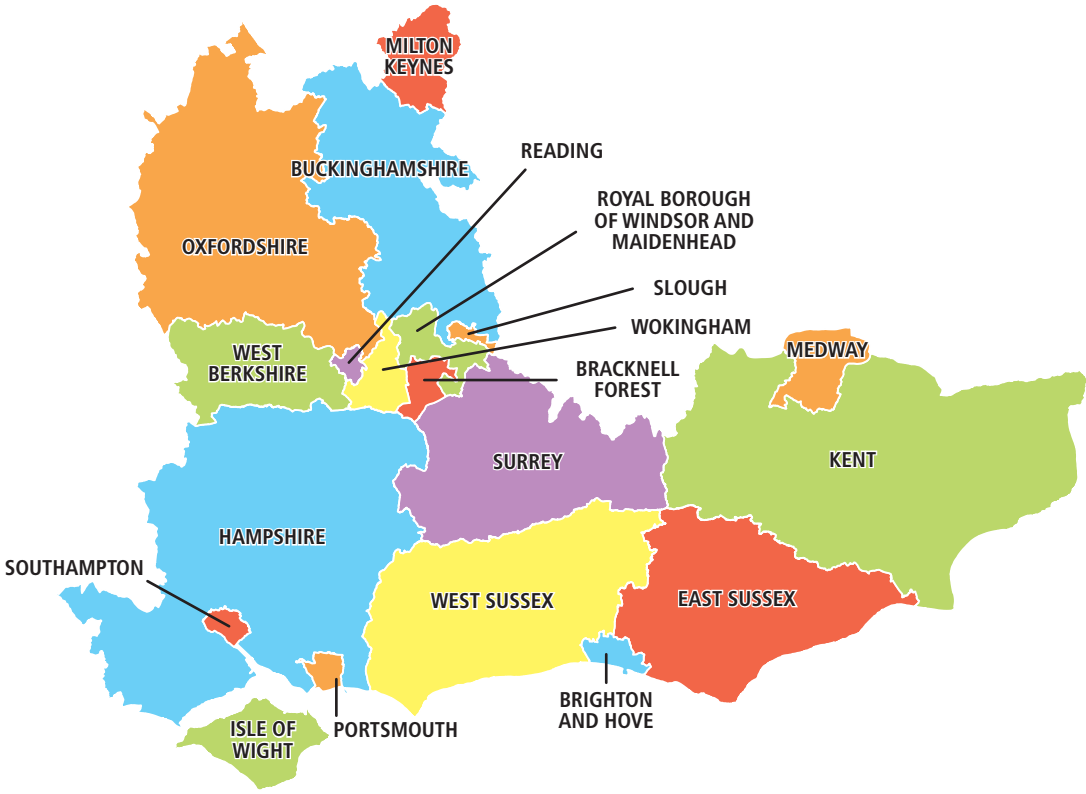 MILTON
KEYNES
READING
BUCKINGHAMSHIRE
ROYAL BOROUGH
OF WINDSOR AND
MAIDENHEAD
OXFORDSHIRE
SLOUGH
WOKINGHAM
WEST
BERKSHIRE
MEDWAY
BRACKNELL
FOREST
SURREY
KENT
HAMPSHIRE
SOUTHAMPTON
WEST SUSSEX
EAST SUSSEX
BRIGHTON
AND HOVE
PORTSMOUTH
ISLE OF
WIGHT